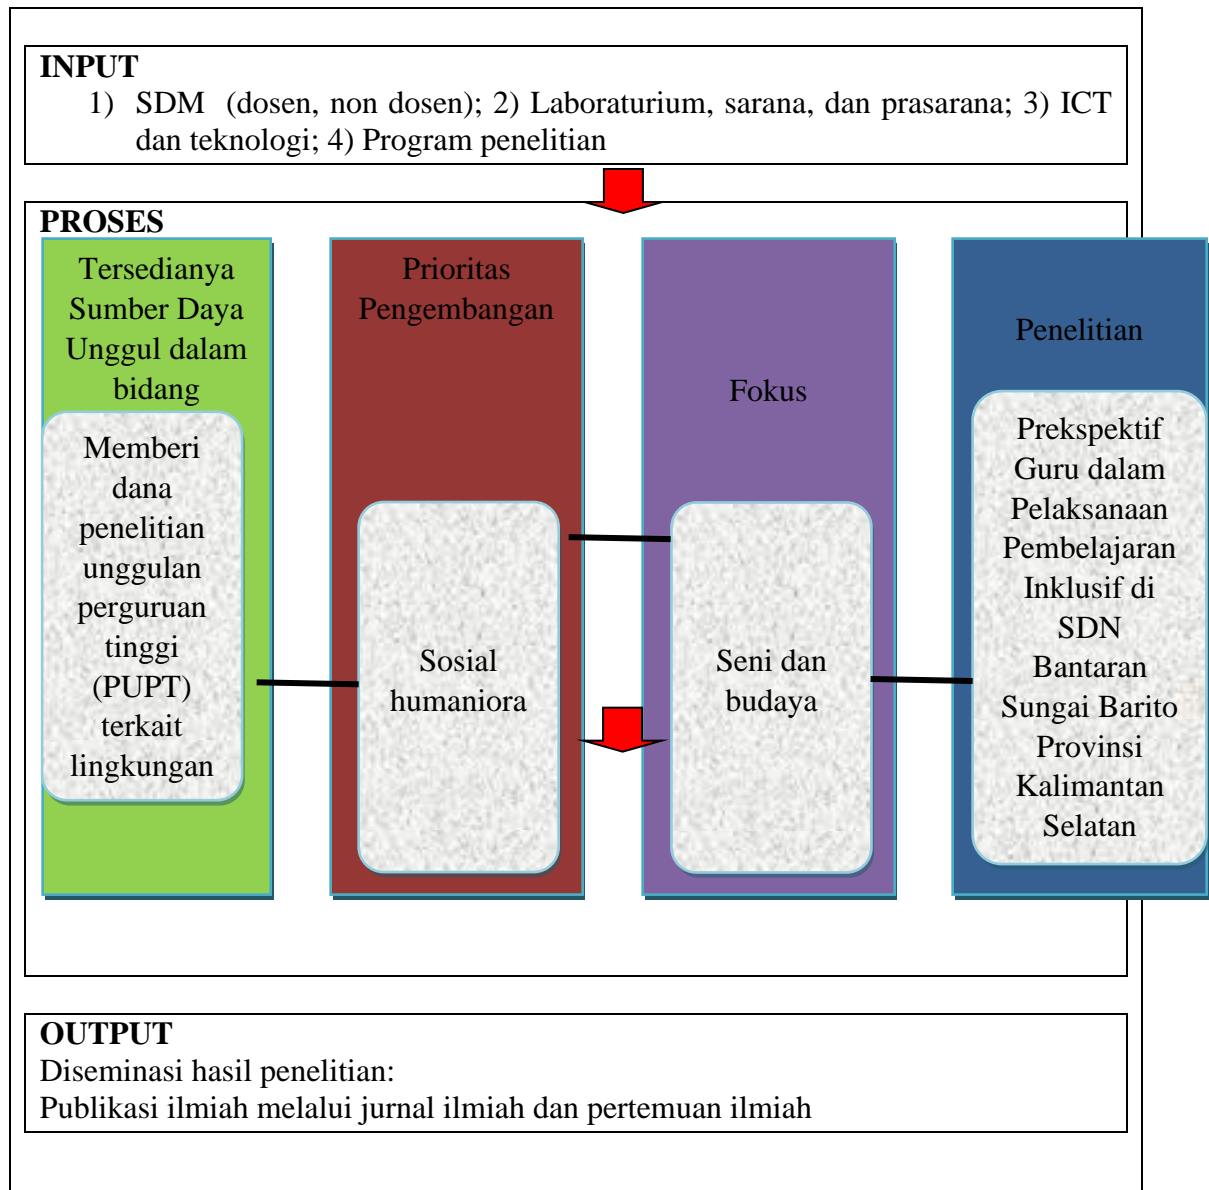 INPUT
1) SDM (dosen, non dosen); 2) Laboraturium, sarana, dan prasarana; 3) ICT
dan teknologi; 4) Program penelitian
PROSES
Tersedianya
Sumber Daya
Unggul dalam
bidang
Memberi
dana
penelitian
unggulan
perguruan
tinggi
(PUPT)
terkait
lingkungan
Prioritas
Pengembangan
Sosial
humaniora
Fokus
Seni dan
budaya
Penelitian
Prekspektif
Guru dalam
Pelaksanaan
Pembelajaran
Inklusif di
SDN
Bantaran
Sungai Barito
Provinsi
Kalimantan
Selatan
OUTPUT
Diseminasi hasil penelitian:
Publikasi ilmiah melalui jurnal ilmiah dan pertemuan ilmiah